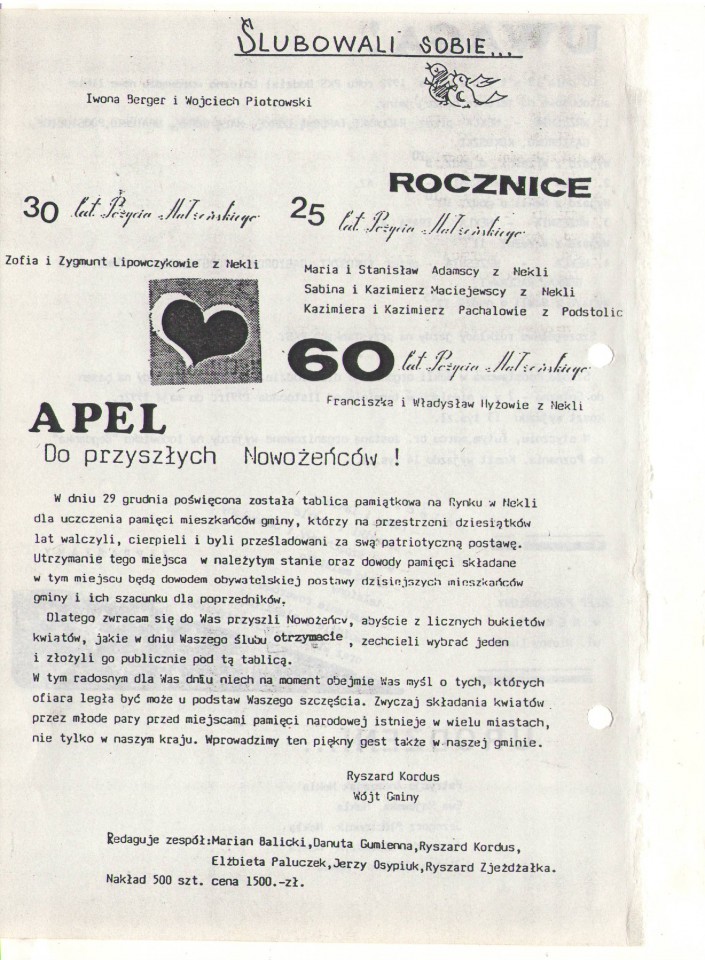 ŚLUBOWALI SOBIE...
Iwona Berger i Wojciech Piotrowski
ROCZNICE
30 lat Pożycia Małżeńskiego
Zofia i Zygmunt Lipowczykowie z Nekli
25 lat Pożycia Małżeńskiego
Maria i Stanisław Adamscy z Nekli
Sabina i Kazimierz Maciejewscy z Nekli
Kazimiera i Kazimierz Pachalowie z Podstolic
60 lat Pożycia Małżeńskiego
Franciszka i Władysław Hyżowie z Nekli
APEL
Do przyszłych Nowożeńców !
W dniu 29 grudnia poświęcona została tablica pamiątkowa na Rynku w Nekli
dla uczczenia pamięci mieszkańców gminy, którzy na przestrzeni dziesiątków
lat walczyli, cierpieli i byli prześladowani za swą patriotyczną postawę.
Utrzymanie tego miejsca w należytym stanie oraz dowody pamięci składane
w tym miejscu będą dowodem obywatelskiej postawy dzisiejszych mieszkańców
gminy i ich szacunku dla poprzedników.
Dlatego zwracam się do Was przyszli Nowożeńcy, abyście z licznych bukietów
kwiatów, jakie w dniu Waszego ślubu otrzymacie , zechcieli wybrać jeden
i złożyli go publicznie pod tą tablicą.
W tym radosnym dla Was dniu niech na moment obejmie Was myśl o tych, których
ofiara legła być może u podstaw Waszego szczęścia. Zwyczaj składania kwiatów
przez młode pary przed miejscami pamięci narodowej istnieje w wielu miastach,
nie tylko w naszym kraju. Wprowadzimy ten piękny gest także w naszej gminie.
Ryszard Kordus
Wójt Gminy
Redaguje zespół:Marian Balicki,Danuta Gumienna,Ryszard Kordus,
Elżbieta Paluczek,Jerzy Osypiuk,Ryszard Zjeżdżałka.
Nakład 500 szt. cena 1500.-zł.